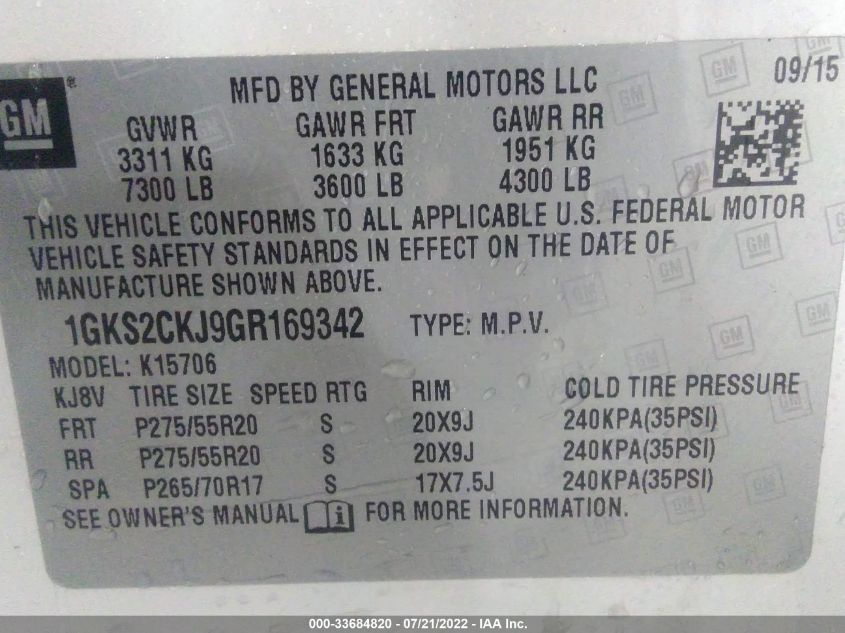 MFD BY GENERAL MOTORS LLC 09/15
GM ®
GVWR GAWR FRT GAWR RR
3311 KG 1633 KG 1951 KG
7300 LB 3600 LB 4300 LB
THIS VEHICLE CONFORMS TO ALL APPLICABLE U.S. FEDERAL MOTOR
VEHICLE SAFETY STANDARDS IN EFFECT ON THE DATE OF
MANUFACTURE SHOWN ABOVE.
1GKS2CKJ9GR169342 TYPE: M.P.V.
MODEL: K15706
KJ8V TIRE SIZE SPEED RTG RIM COLD TIRE PRESSURE
FRT P275/55R20 S 20X9J 240KPA(35PSI)
RR P275/55R20 S 20X9J 240KPA(35PSI)
SPA P265/70R17 S 17X7.5J 240KPA(35PSI)
SEE OWNER'S MANUAL i FOR MORE INFORMATION.
000-33684820 - 07/21/2022 - IAA Inc.